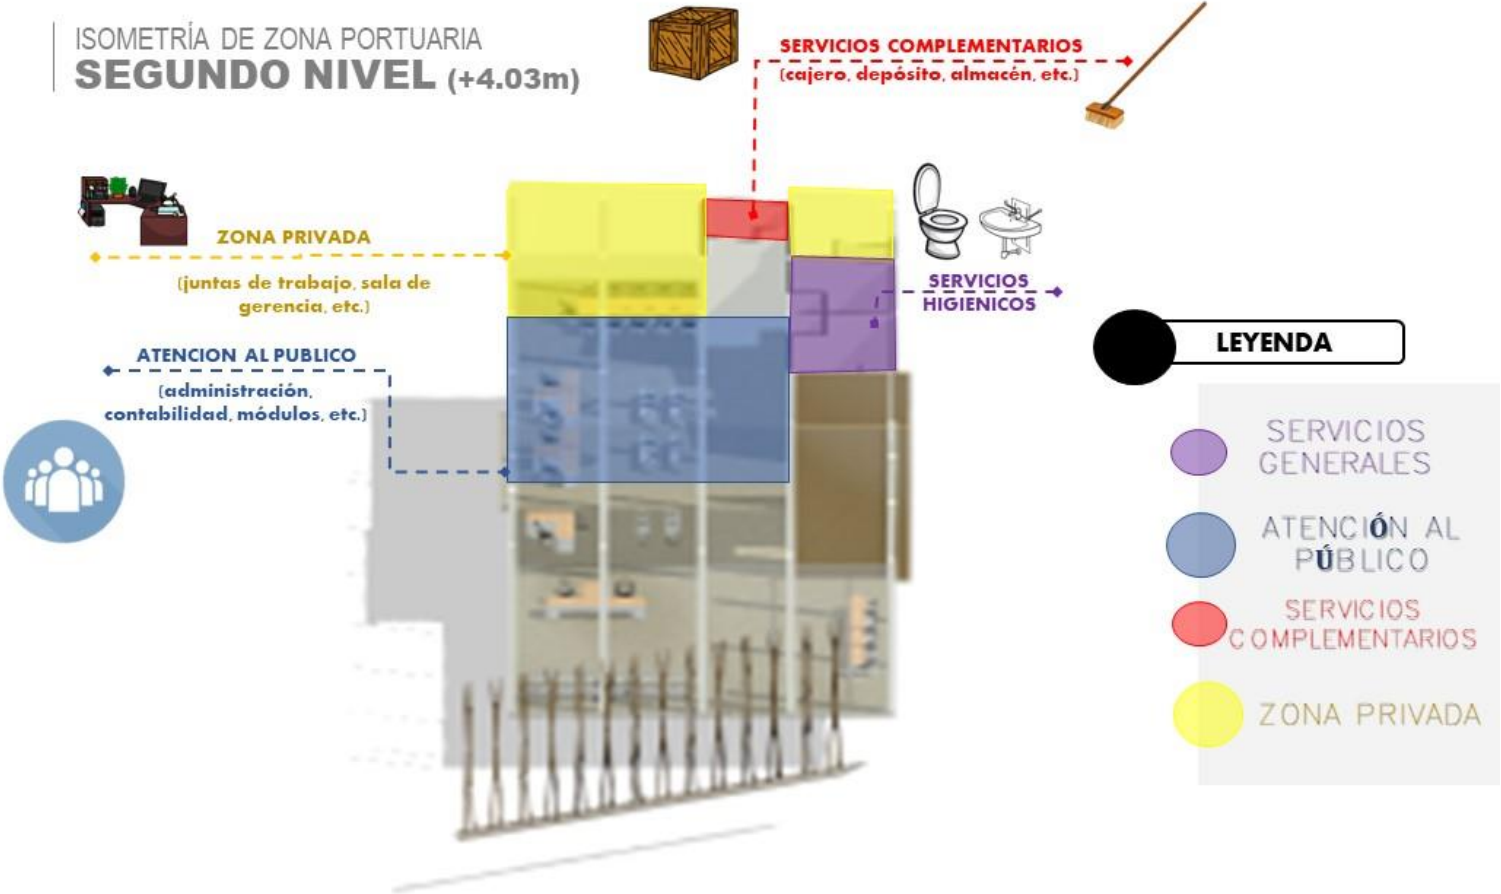 ISOMETRÍA DE ZONA PORTUARIA
SEGUNDO NIVEL (+4.03m)
SERVICIOS COMPLEMENTARIOS
(cajero, depósito, almacén, etc.)
ZONA PRIVADA
(juntas de trabajo, sala de
gerencia, etc.)
SERVICIOS
HIGIENICOS
ATENCION AL PUBLICO
(administración,
contabilidad, módulos, etc.)
LEYENDA
SERVICIOS
GENERALES
ATENCIÓN AL
PÚBLICO
SERVICIOS
COMPLEMENTARIOS
ZONA PRIVADA